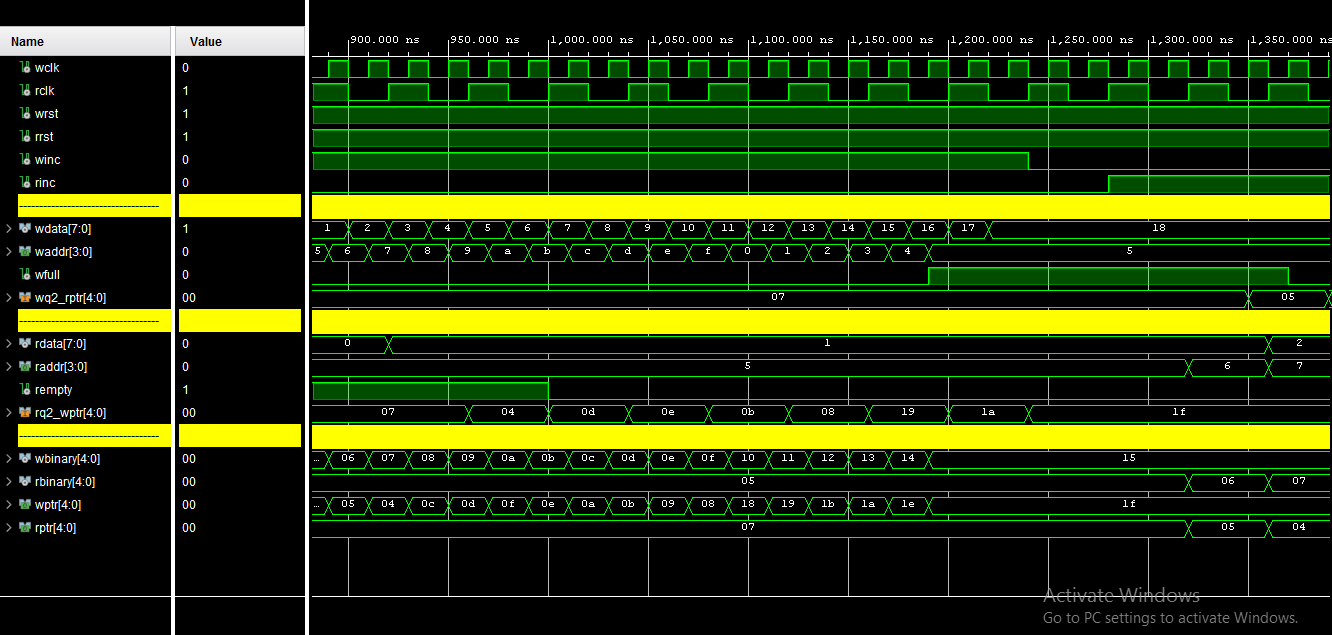 Name Value 900.000 ns 950.000 ns 1,000.000 ns 1,050.000 ns 1,100.000 ns 1,150.000 ns 1,200.000 ns 1,250.000 ns 1,300.000 ns 1,350.000 ns
wclk 0
rclk 1
wrst 1
rrst 1
winc 0
rinc 0
wdata[7:0] 1 1 2 3 4 5 6 7 8 9 10 11 12 13 14 15 16 17 18
waddr[3:0] 0 5 6 7 8 9 a b c d e f 0 1 2 3 4 5
wfull 0
wq2_rptr[4:0] 00 07 05
rdata[7:0] 0 0 1 2
raddr[3:0] 0 5 6 7
rempty 1
rq2_wptr[4:0] 00 07 04 0d 0e 0b 08 19 1a 1f
wbinary[4:0] 00 ... 06 07 08 09 0a 0b 0c 0d 0e 0f 10 11 12 13 14 15
rbinary[4:0] 00 05 06 07
wptr[4:0] 00 ... 05 04 0c 0d 0f 0e 0a 0b 09 08 18 19 1b 1a 1e 1f
rptr[4:0] 00 07 05 04
Activate Windows
Go to PC settings to activate Windows.